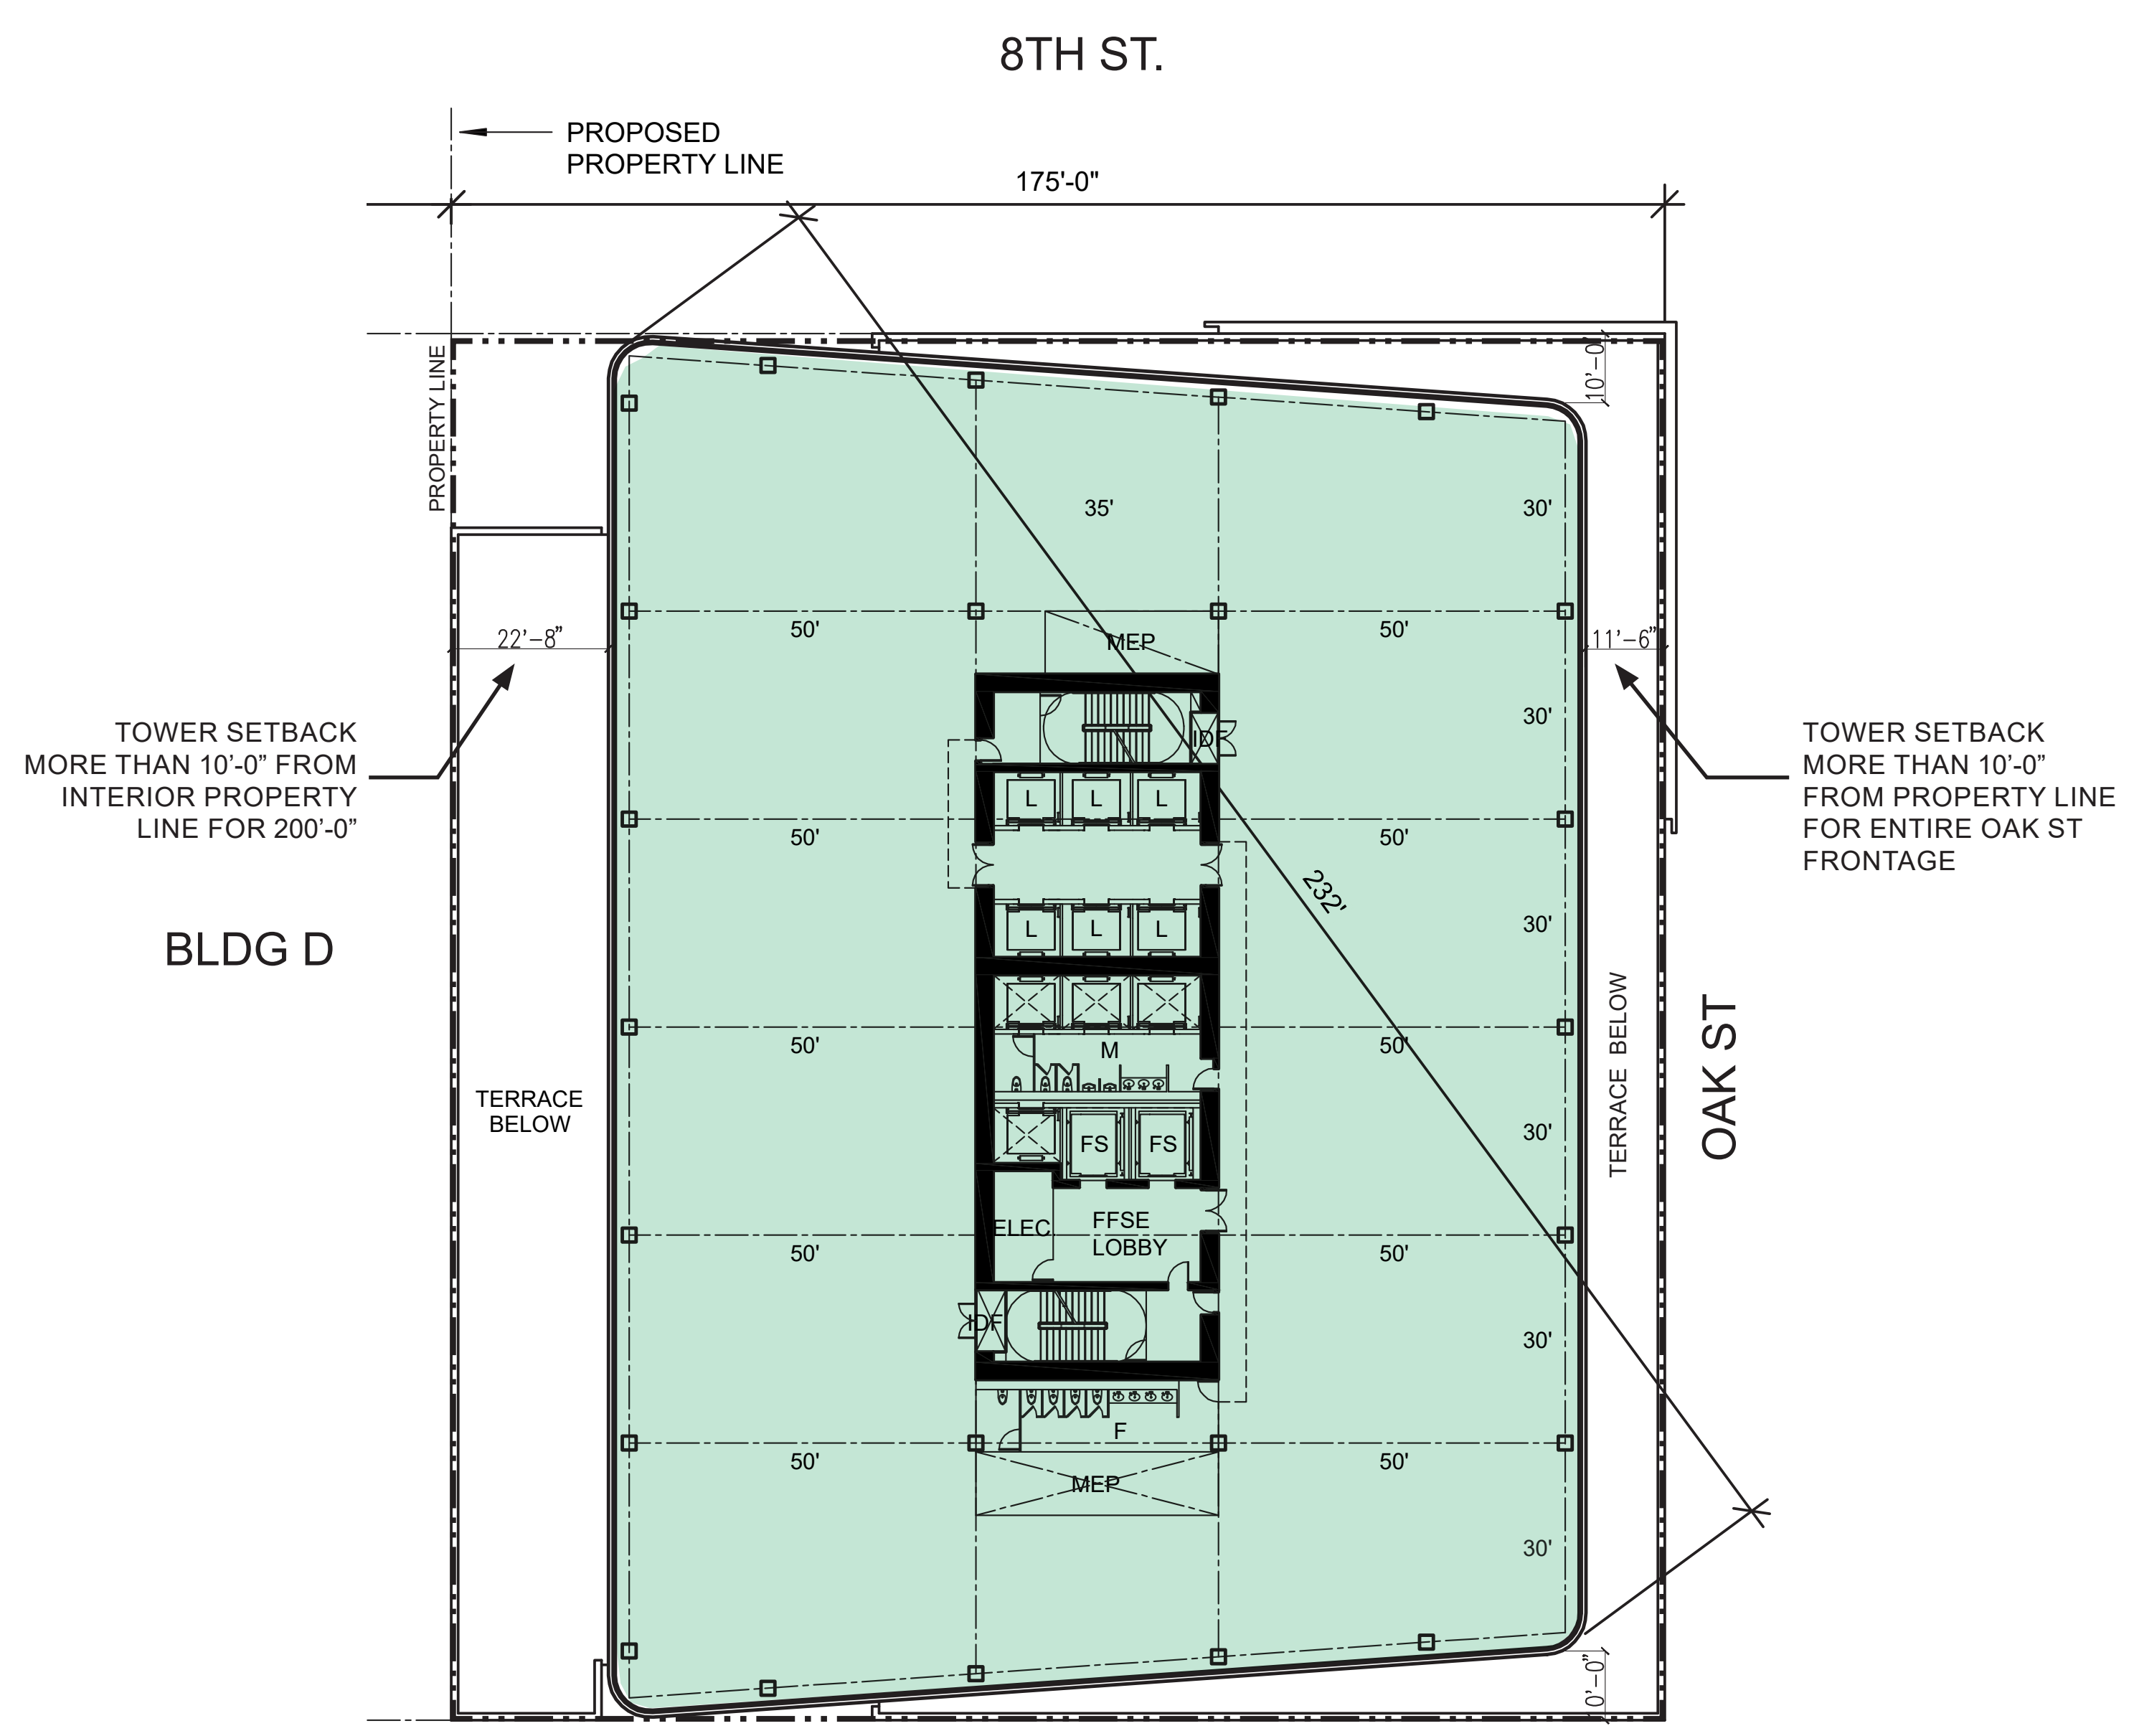 8TH ST.
PROPOSED
PROPERTY LINE
175'-0"
PROPERTY LINE
10'-0"
35'
30'
50'
MEP
50'
22'-8"
11'-6"
30'
IDF
TOWER SETBACK
MORE THAN 10'-0” FROM
INTERIOR PROPERTY
LINE FOR 200'-0”
TOWER SETBACK
MORE THAN 10'-0”
FROM PROPERTY LINE
FOR ENTIRE OAK ST
FRONTAGE
L L L
50'
50'
232'
BLDG D
L L L
30'
TERRACE BELOW
OAK ST
50'
M
50'
TERRACE
BELOW
FS FS
30'
ELEC.
FFSE
LOBBY
50'
50'
IDF
30'
F
50'
MEP
50'
30'
0'-0”